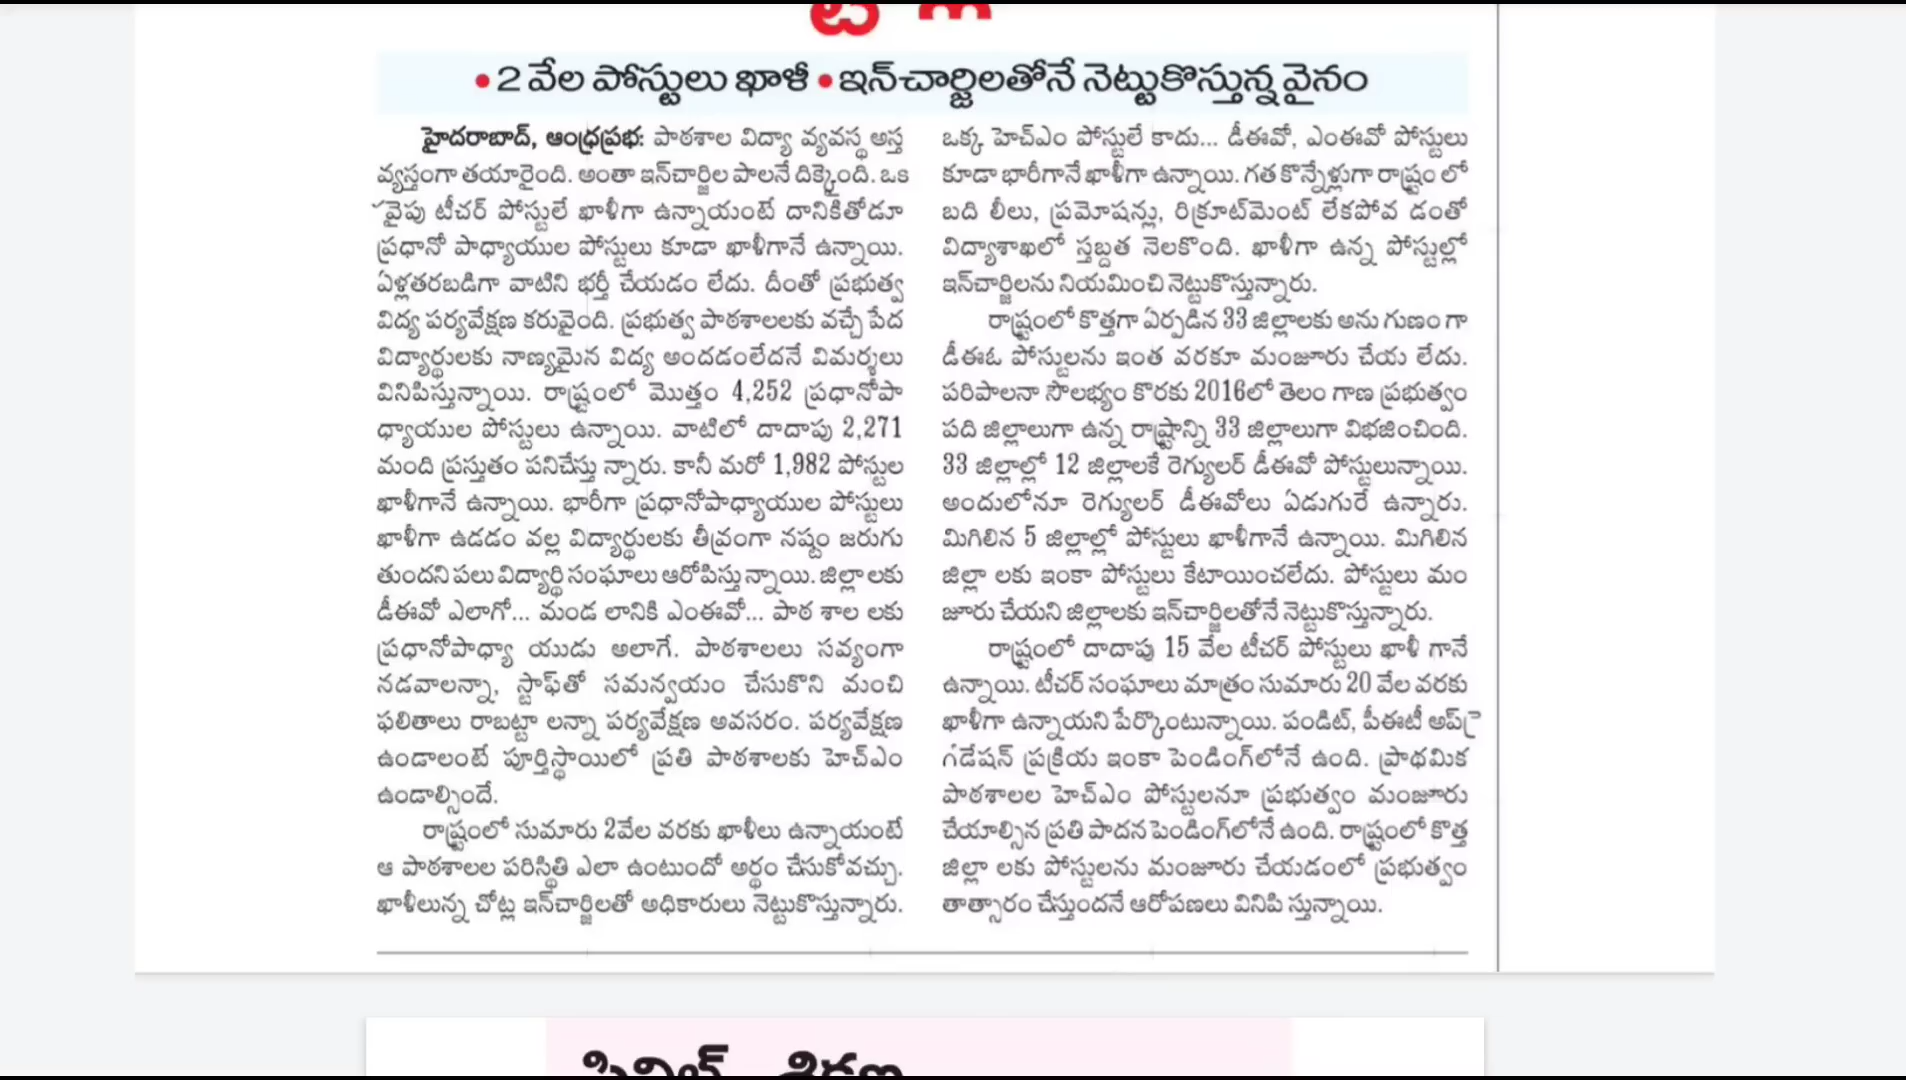 • 2 వేల పోస్టులు ఖాళీ • ఇన్‌చార్జిలతోనే నెట్టుకొస్తున్న వైనం
హైదరాబాద్, ఆంధ్రప్రభ: పాఠశాల విద్యా వ్యవస్థ అస్త
వ్యస్తంగా తయారైంది. అంతా ఇన్‌చార్జిల పాలనే దిక్కైంది. ఒక
వైపు టీచర్ పోస్టులే ఖాళీగా ఉన్నాయంటే దానికితోడూ
ప్రధానో పాధ్యాయుల పోస్టులు కూడా ఖాళీగానే ఉన్నాయి.
ఏళ్లతరబడిగా వాటిని భర్తీ చేయడం లేదు. దీంతో ప్రభుత్వ
విద్య పర్యవేక్షణ కరువైంది. ప్రభుత్వ పాఠశాలలకు వచ్చే పేద
విద్యార్థులకు నాణ్యమైన విద్య అందడంలేదనే విమర్శలు
వినిపిస్తున్నాయి. రాష్ట్రంలో మొత్తం 4,252 ప్రధానోపా
ధ్యాయుల పోస్టులు ఉన్నాయి. వాటిలో దాదాపు 2,271
మంది ప్రస్తుతం పనిచేస్తు న్నారు. కానీ మరో 1,982 పోస్టుల
ఖాళీగానే ఉన్నాయి. భారీగా ప్రధానోపాధ్యాయుల పోస్టులు
ఖాళీగా ఉడడం వల్ల విద్యార్థులకు తీవ్రంగా నష్టం జరుగు
తుందని పలు విద్యార్థి సంఘాలు ఆరోపిస్తు న్నాయి. జిల్లాలకు
డీఈవో ఎలాగో... మండ లానికి ఎంఈవో... పాఠ శాల లకు
ప్రధానోపాధ్యా యుడు అలాగే. పాఠశాలలు సవ్యంగా
నడవాలన్నా, స్టాఫ్‌తో సమన్వయం చేసుకొని మంచి
ఫలితాలు రాబట్టా లన్నా పర్యవేక్షణ అవసరం. పర్యవేక్షణ
ఉండాలంటే పూర్తిస్థాయిలో ప్రతి పాఠశాలకు హెచ్ఎం
ఉండాల్సిందే.
రాష్ట్రంలో సుమారు 2వేల వరకు ఖాళీలు ఉన్నాయంటే
ఆ పాఠశాలల పరిస్థితి ఎలా ఉంటుందో అర్థం చేసుకోవచ్చు.
ఖాళీలున్న చోట్ల ఇన్‌చార్జిలతో అధికారులు నెట్టుకొస్తున్నారు.
ఒక్క హెచ్ఎం పోస్టులే కాదు... డీఈవో, ఎంఈవో పోస్టులు
కూడా భారీగానే ఖాళీగా ఉన్నాయి. గత కొన్నేళ్లుగా రాష్ట్రం లో
బది లీలు, ప్రమోషన్లు, రిక్రూట్‌మెంట్ లేకపోవ డంతో
విద్యాశాఖలో స్తబ్దత నెలకొంది. ఖాళీగా ఉన్న పోస్టుల్లో
ఇన్‌చార్జిలను నియమించి నెట్టుకొస్తున్నారు.
రాష్ట్రంలో కొత్తగా ఏర్పడిన 33 జిల్లాలకు అను గుణం గా
డీఈఓ పోస్టులను ఇంత వరకూ మంజూరు చేయ లేదు.
పరిపాలనా సౌలభ్యం కొరకు 2016లో తెలం గాణ ప్రభుత్వం
పది జిల్లాలుగా ఉన్న రాష్ట్రాన్ని 33 జిల్లాలుగా విభజించింది.
33 జిల్లాల్లో 12 జిల్లాలకే రెగ్యులర్ డీఈవో పోస్టులున్నాయి.
అందులోనూ రెగ్యులర్ డీఈవోలు ఏడుగురే ఉన్నారు.
మిగిలిన 5 జిల్లాల్లో పోస్టులు ఖాళీగానే ఉన్నాయి. మిగిలిన
జిల్లా లకు ఇంకా పోస్టులు కేటాయించలేదు. పోస్టులు మం
జూరు చేయని జిల్లాలకు ఇన్‌చార్జిలతోనే నెట్టుకొస్తున్నారు.
రాష్ట్రంలో దాదాపు 15 వేల టీచర్ పోస్టులు ఖాళీ గానే
ఉన్నాయి. టీచర్ సంఘాలు మాత్రం సుమారు 20 వేల వరకు
ఖాళీగా ఉన్నాయని పేర్కొంటున్నాయి. పండిట్, పీఈటీ అప్‌గ్రే
డేషన్ ప్రక్రియ ఇంకా పెండింగ్‌లోనే ఉంది. ప్రాథమిక
పాఠశాలల హెచ్ఎం పోస్టులనూ ప్రభుత్వం మంజూరు
చేయాల్సిన ప్రతి పాదన పెండింగ్‌లోనే ఉంది. రాష్ట్రంలో కొత్త
జిల్లా లకు పోస్టులను మంజూరు చేయడంలో ప్రభుత్వం
తాత్సారం చేస్తుందనే ఆరోపణలు వినిపి స్తున్నాయి.